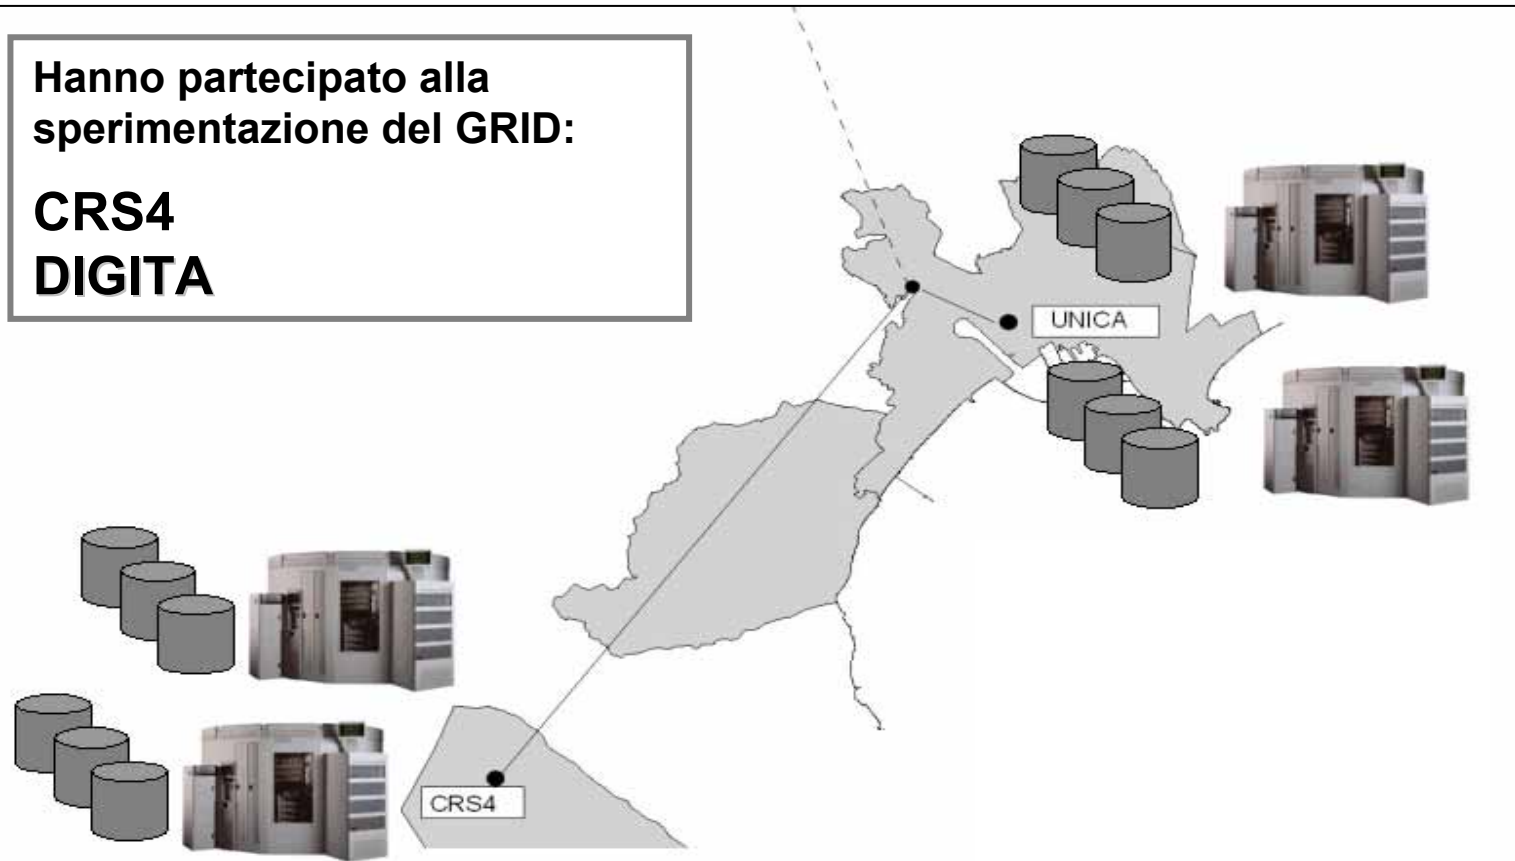 Hanno partecipato alla
sperimentazione del GRID:
CRS4
DIGITA
UNICA
CRS4